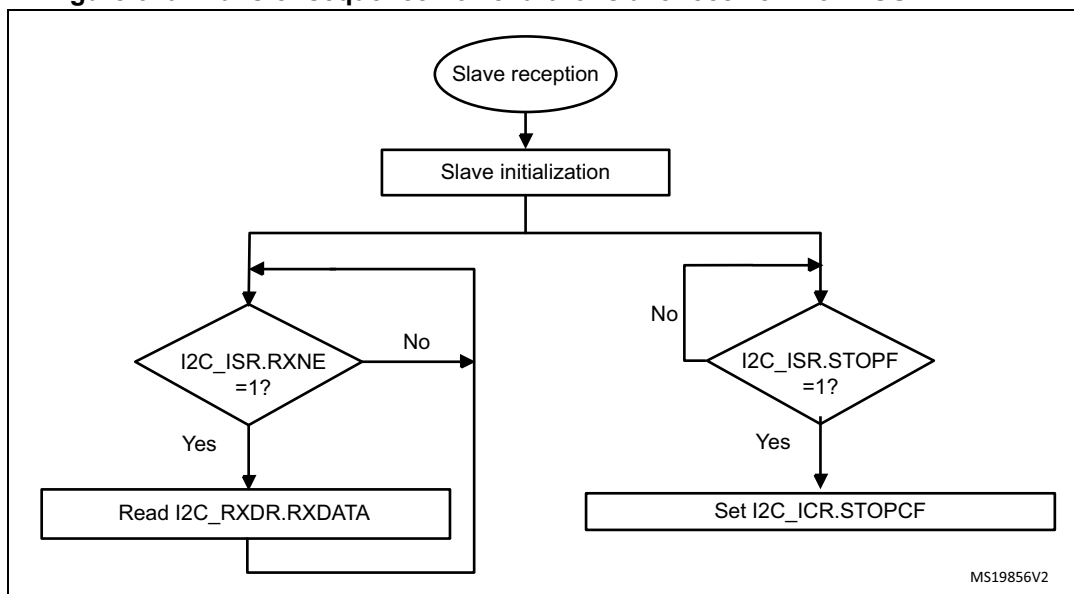 Slave reception
Slave initialization
No
No
I2C_ISR.RXNE
=1?
I2C_ISR.STOPF
=1?
Yes
Yes
Read I2C_RXDR.RXDATA
Set I2C_ICR.STOPCF
MS19856V2